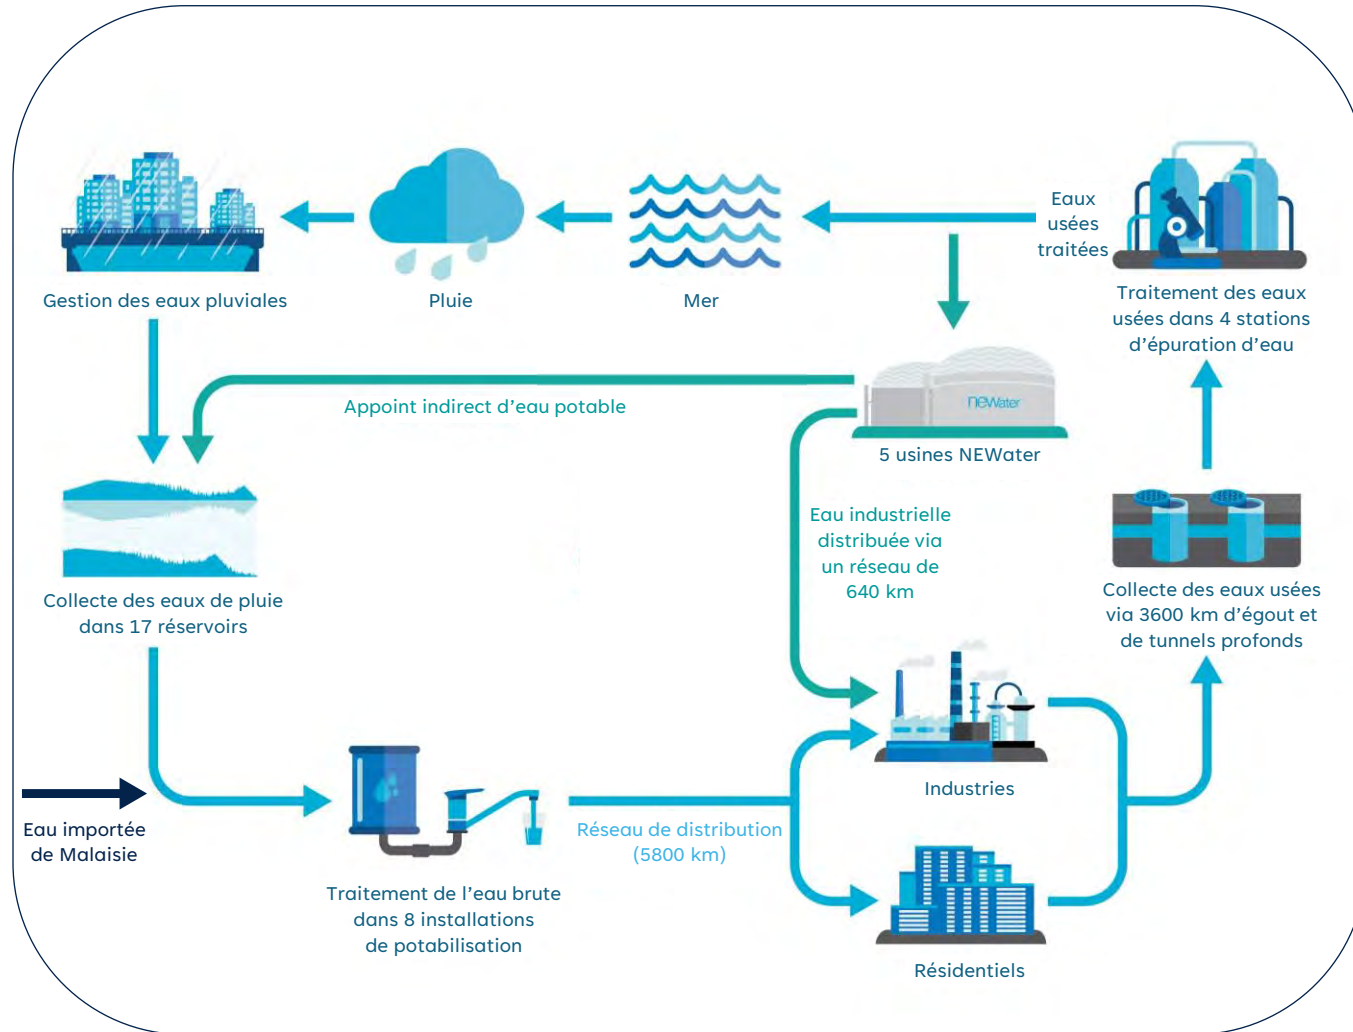 Eaux
usées
traitées
Gestion des eaux pluviales
Pluie
Mer
Traitement des eaux
usées dans 4 stations
d'épuration d'eau
Appoint indirect d'eau potable
newater
5 usines NEWater
Eau industrielle
distribuée via
un réseau de
640 km
Collecte des eaux de pluie
dans 17 réservoirs
Collecte des eaux usées
via 3600 km d'égout et
de tunnels profonds
Industries
Eau importée
de Malaisie
Réseau de distribution
(5800 km)
Traitement de l'eau brute
dans 8 installations
de potabilisation
Résidentiels